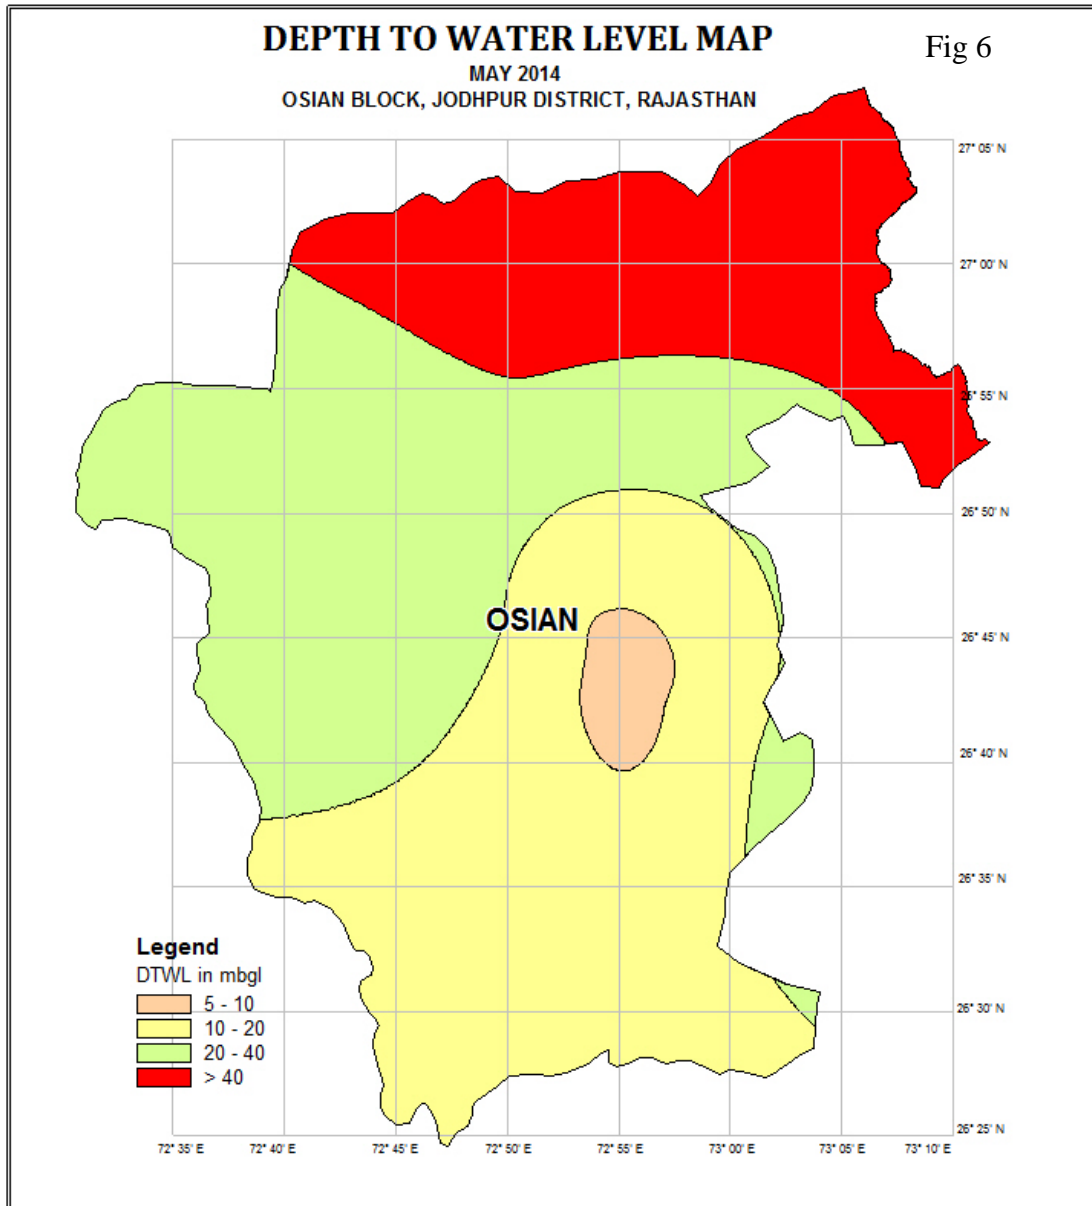 DEPTH TO WATER LEVEL MAP
Fig 6
MAY 2014
OSIAN BLOCK, JODHPUR DISTRICT, RAJASTHAN
27° 05' N
27° 00' N
26° 55' N
26° 50' N
OSIAN
26° 45' N
26° 40' N
26° 35' N
Legend
DTWL in mbgl
5 - 10
10 - 20
20 - 40
> 40
26° 30' N
26° 25' N
72° 35' E 72° 40' E 72° 45' E 72° 50' E 72° 55' E 73° 00' E 73° 05' E 73° 10' E